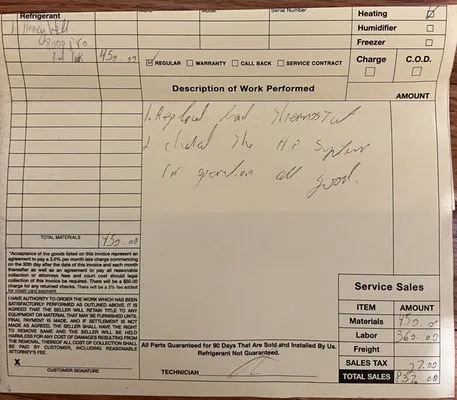 Refrigerant
Model
Serial Number
Heating
Humidifier
Freezer
Charge C.O.D.
1 Honeywell
Pro
450.00
REGULAR WARRANTY CALL BACK SERVICE CONTRACT
Description of Work Performed
AMOUNT
1. Replaced bad Thermostat
2. checked The H.P System
for operation all good.
TOTAL MATERIALS 450.00
"Acceptance of the goods listed on this invoice represent an
agreement to pay a 3.0% per month late charge commencing
on the 30th day after the date of this invoice and each month
thereafter as well as an agreement to pay all reasonable
collection or attorneys fees and court cost should legal
collection of this invoice be required. There will be a $50.00
charge for any returned checks. There will be a 3% fee added
for credit card payment.
I HAVE AUTHORITY TO ORDER THE WORK WHICH HAS BEEN
SATISFACTORILY PERFORMED AS OUTLINED ABOVE. IT IS
AGREED THAT THE SELLER WILL RETAIN TITLE TO ANY
EQUIPMENT OR MATERIAL THAT MAY BE FURNISHED UNTIL
FINAL PAYMENT IS MADE, AND IF SETTLEMENT IS NOT
MADE AS AGREED, THE SELLER SHALL HAVE THE RIGHT
TO REMOVE SAME AND THE SELLER WILL BE HELD
HARMLESS FOR ANY COST OF DAMAGES RESULTING FROM
THE REMOVAL, THEREOF ALL COST OF COLLECTION SHALL
BE PAID BY CUSTOMER, INCLUDING REASONABLE
ATTORNEY'S FEE.
X
CUSTOMER SIGNATURE
All Parts Guaranteed for 90 Days That Are Sold and Installed By Us.
Refrigerant Not Guaranteed.
TECHNICIAN
Service Sales
ITEM AMOUNT
Materials 450.00
Labor 360.00
Freight
SALES TAX 27.00
TOTAL SALES 837.00